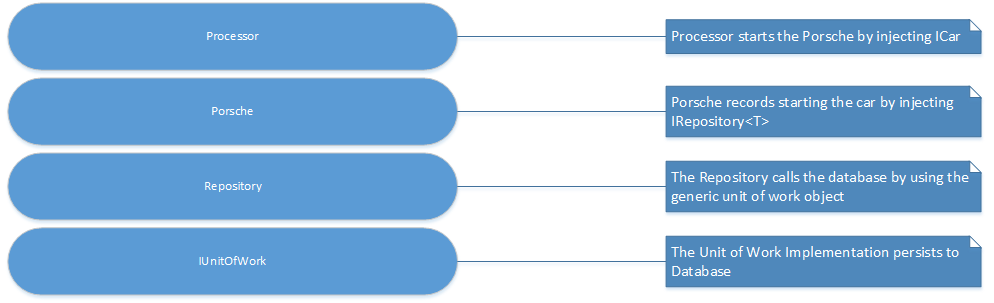 Processor
Processor starts the Porsche by injecting ICar
Porsche
Porsche records starting the car by injecting
IRepository<T>
Repository
The Repository calls the database by using the
generic unit of work object
IUnitOfWork
The Unit of Work Implementation persists to
Database